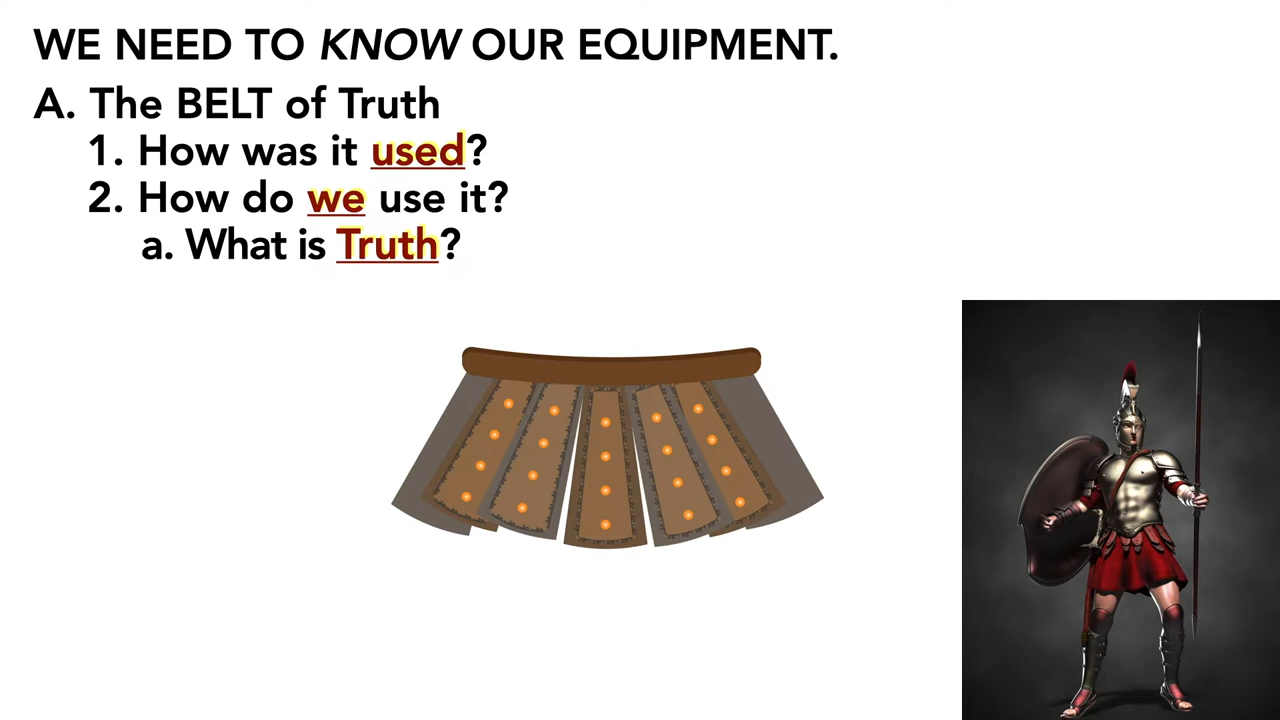 WE NEED TO KNOW OUR EQUIPMENT.
A. The BELT of Truth
1. How was it used?
2. How do we use it?
a. What is Truth?